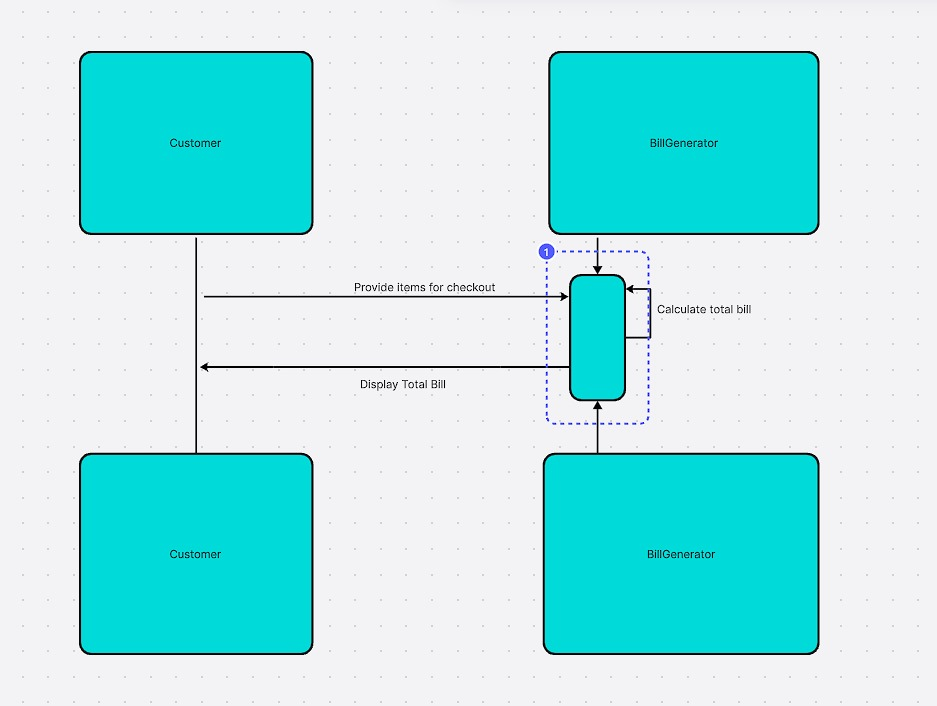 Customer
BillGenerator
1
Provide items for checkout
Calculate total bill
Display Total Bill
Customer
BillGenerator